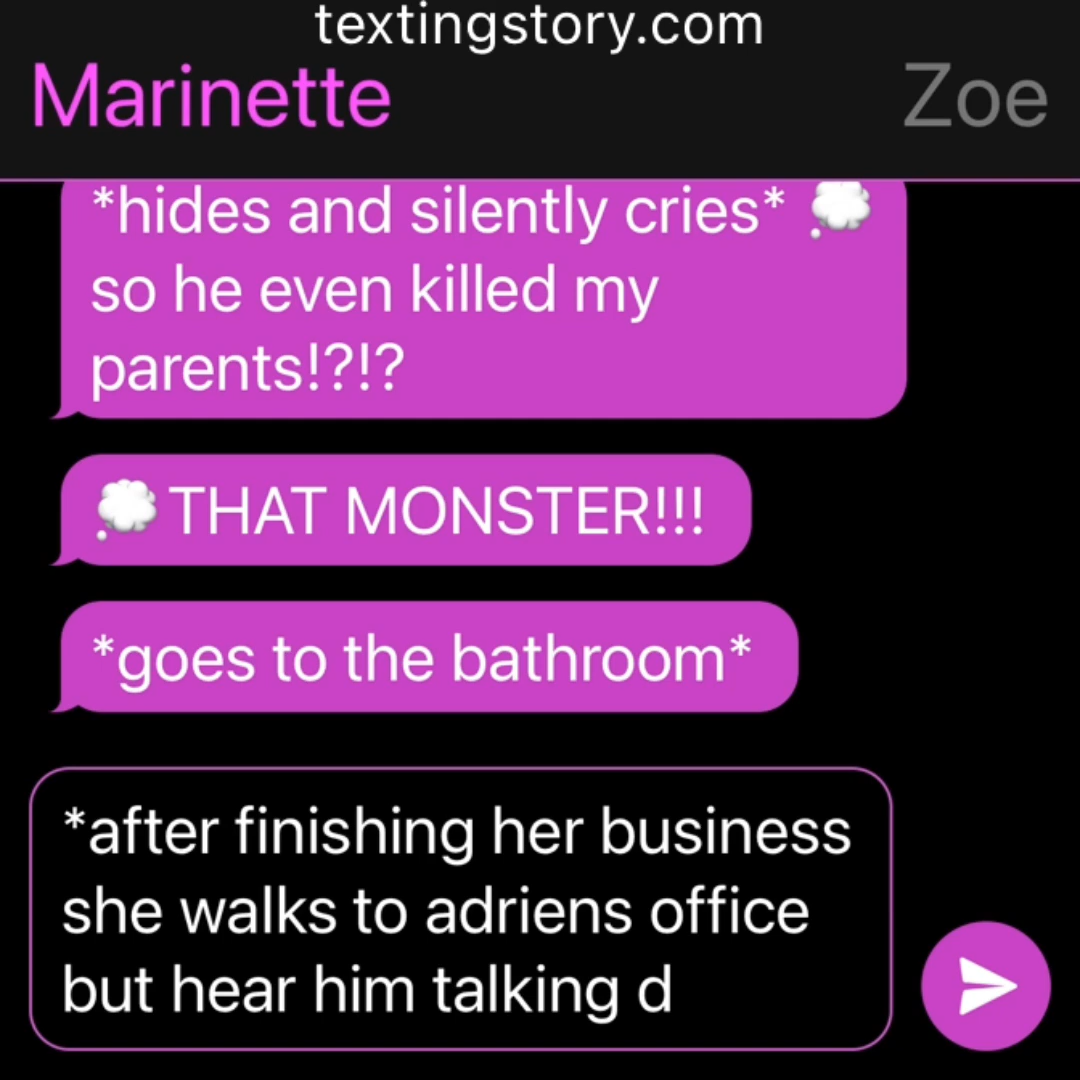 textingstory.com
Marinette
Zoe
*hides and silently cries* 💭
so he even killed my
parents!?!?
💭 THAT MONSTER!!!
*goes to the bathroom*
*after finishing her business
she walks to adriens office
but hear him talking d